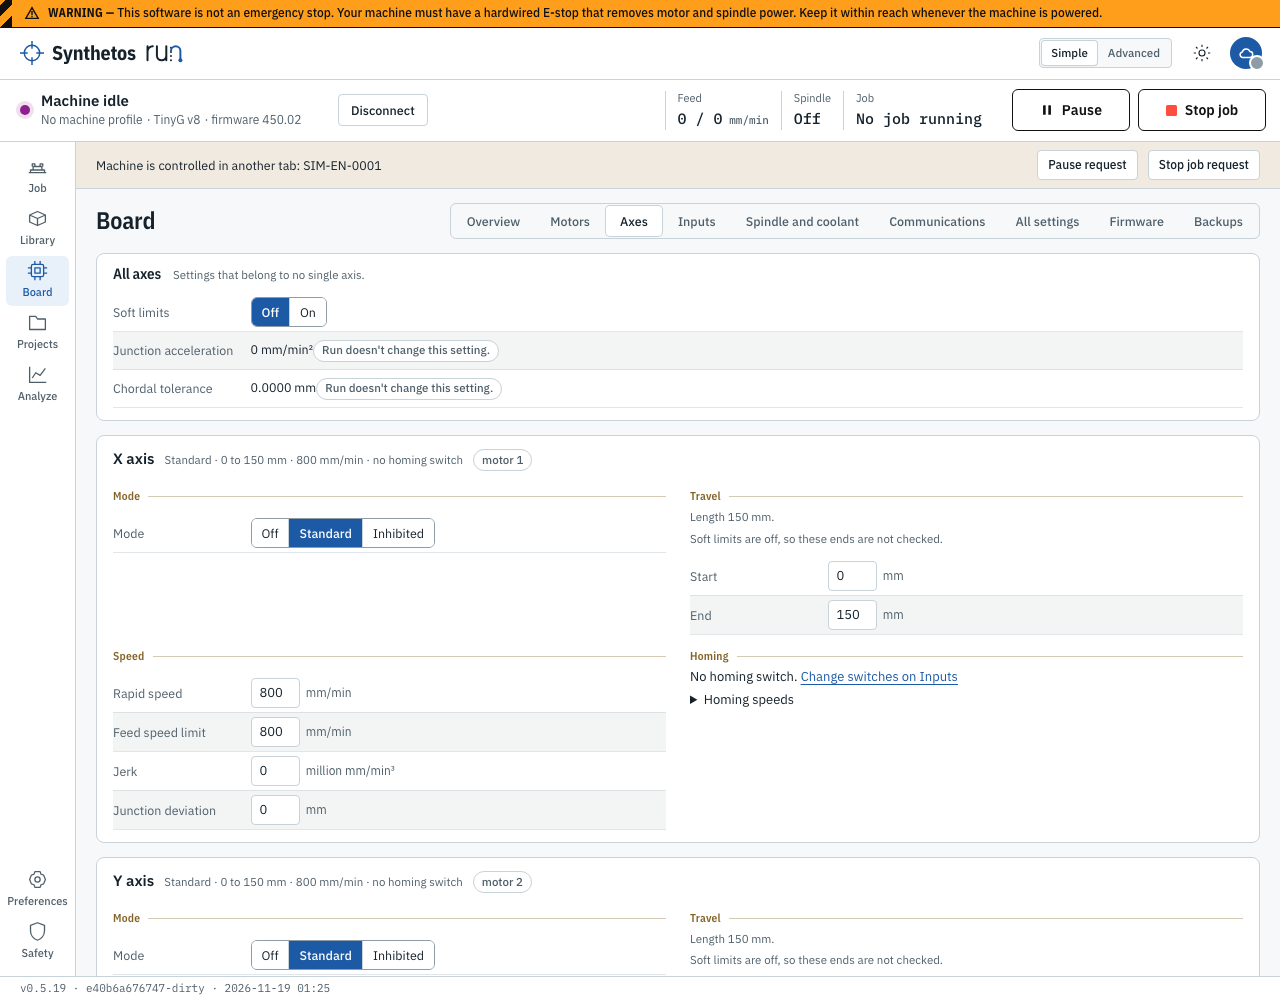 WARNING — This software is not an emergency stop. Your machine must have a hardwired E-stop that removes motor and spindle power. Keep it within reach whenever the machine is powered.
Synthetos run
Simple Advanced
Machine idle
No machine profile · TinyG v8 · firmware 450.02
Disconnect
Feed
0 / 0 mm/min
Spindle
Off
Job
No job running
Pause
Stop job
Machine is controlled in another tab: SIM-EN-0001
Pause request
Stop job request
Job
Library
Board
Projects
Analyze
Preferences
Safety
Board
Overview Motors Axes Inputs Spindle and coolant Communications All settings Firmware Backups
All axes Settings that belong to no single axis.
Soft limits Off On
Junction acceleration 0 mm/min² Run doesn't change this setting.
Chordal tolerance 0.0000 mm Run doesn't change this setting.
X axis Standard · 0 to 150 mm · 800 mm/min · no homing switch motor 1
Mode
Mode Off Standard Inhibited
Travel
Length 150 mm.
Soft limits are off, so these ends are not checked.
Start 0 mm
End 150 mm
Speed
Rapid speed 800 mm/min
Feed speed limit 800 mm/min
Jerk 0 million mm/min³
Junction deviation 0 mm
Homing
No homing switch. Change switches on Inputs
Homing speeds
Y axis Standard · 0 to 150 mm · 800 mm/min · no homing switch motor 2
Mode
Mode Off Standard Inhibited
Travel
Length 150 mm.
Soft limits are off, so these ends are not checked.
v0.5.19 · e40b6a676747-dirty · 2026-11-19 01:25